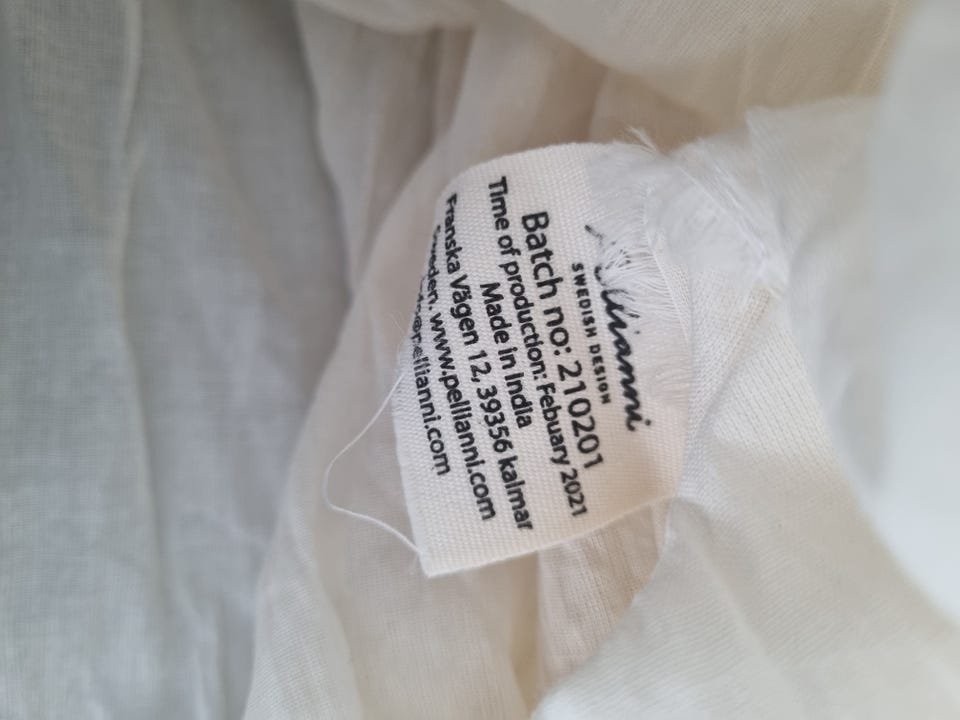 SWEDISH DESIGN
Batch no: 210201
Time of production: Febuary 2021
Made in India
Franska Vägen 12, 39356 kalmar
www.pellianni.com